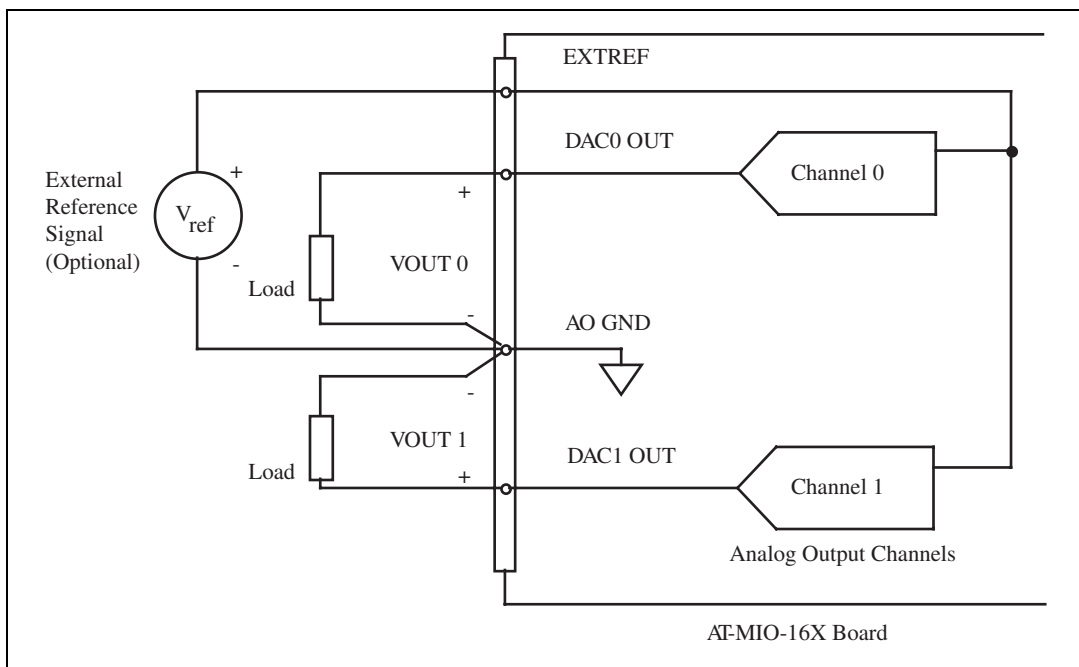 EXTREF
DAC0 OUT
Channel 0
External
Reference
Signal
(Optional)
+
Vref
-
+
VOUT 0
Load
-
AO GND
-
VOUT 1
Load
+
DAC1 OUT
Channel 1
Analog Output Channels
AT-MIO-16X Board